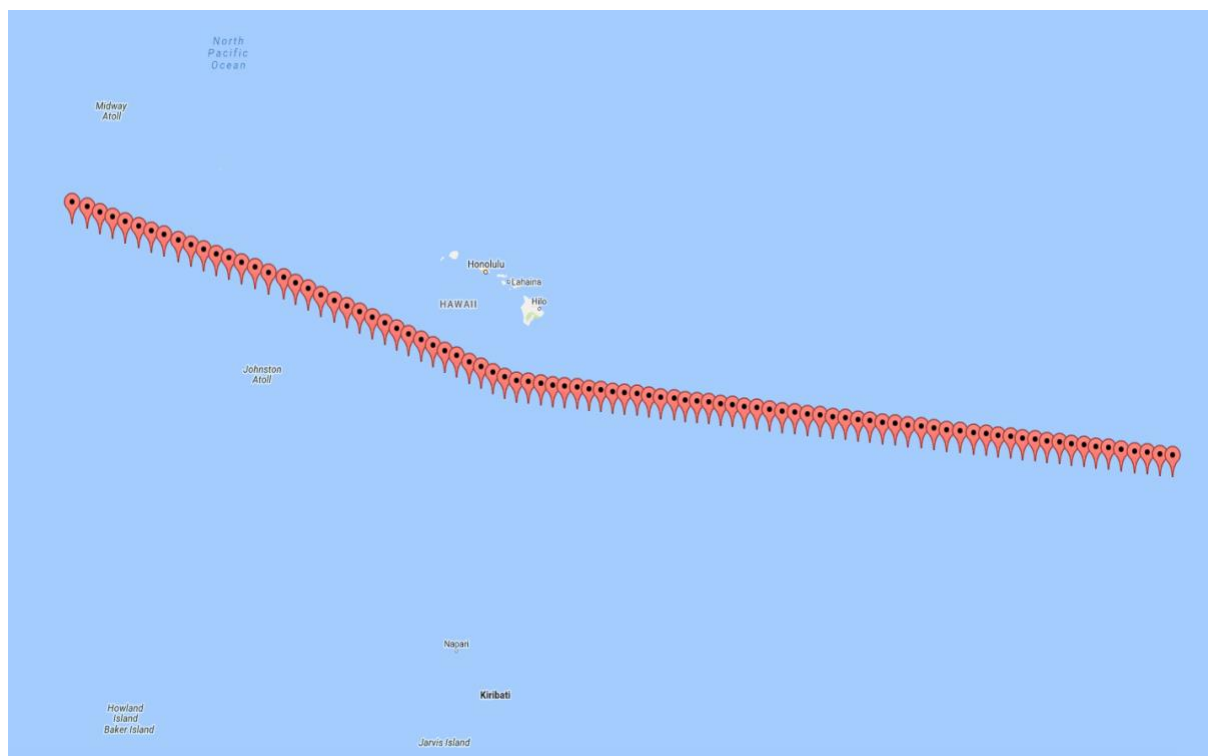 North
Pacific
Ocean
Midway
Atoll
Honolulu
Lahaina
HAWAII
Hilo
Johnston
Atoll
Napari
Kiribati
Howland
Island
Baker Island
Jarvis Island